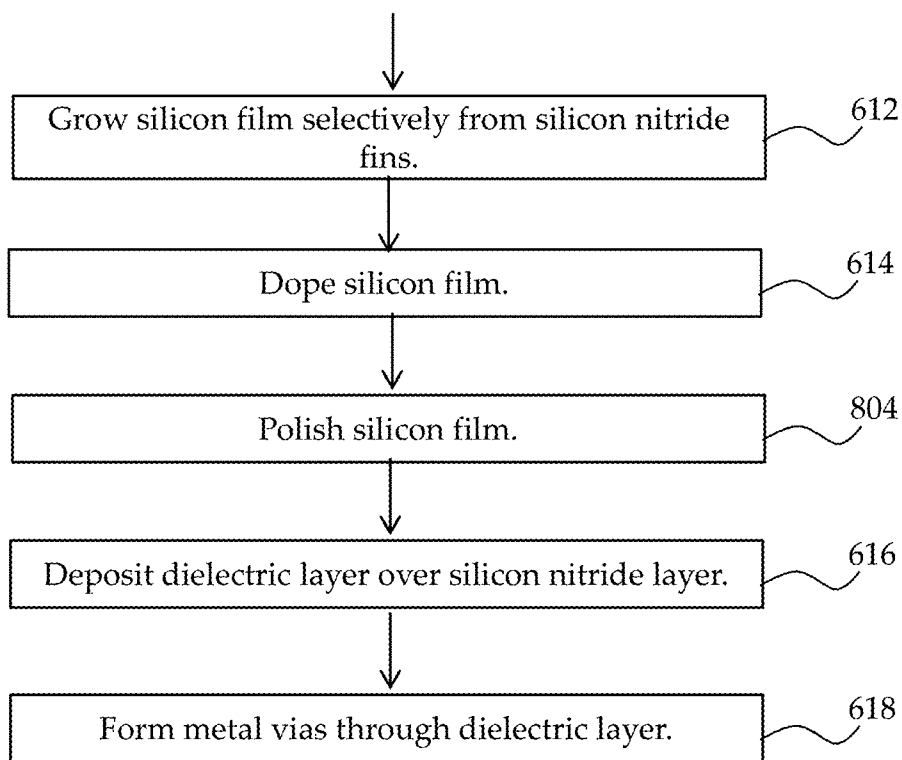 Grow silicon film selectively from silicon nitride
fins.
612
Dope silicon film.
614
Polish silicon film.
804
Deposit dielectric layer over silicon nitride layer.
616
Form metal vias through dielectric layer.
618